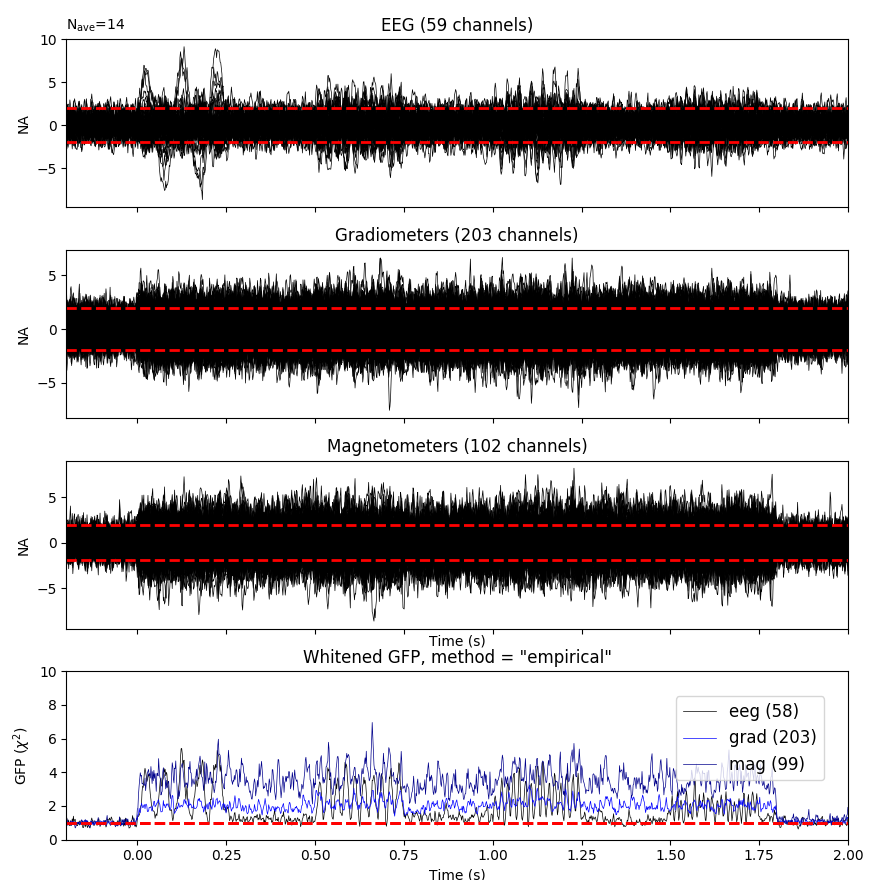 N_ave=14
EEG (59 channels)
10
5
0
−5
NA
Gradiometers (203 channels)
5
0
−5
NA
Magnetometers (102 channels)
5
0
−5
NA
Time (s)
Whitened GFP, method = "empirical"
10
8
6
4
2
0
GFP (χ²)
eeg (58)
grad (203)
mag (99)
0.00 0.25 0.50 0.75 1.00 1.25 1.50 1.75 2.00
Time (s)